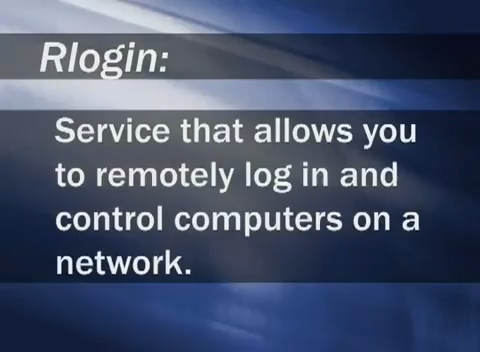 Rlogin:
Service that allows you
to remotely log in and
control computers on a
network.